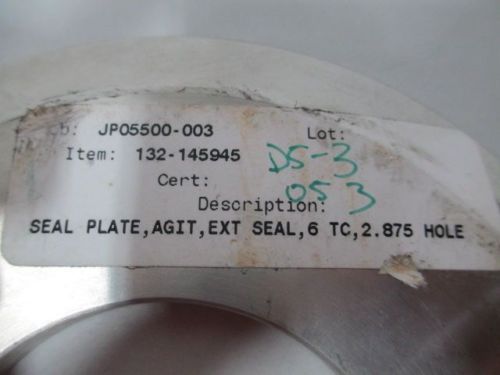 b: JP05500-003 Lot:
Item: 132-145945 D5-3
Cert: 053
Description:
SEAL PLATE,AGIT,EXT SEAL,6 TC,2.875 HOLE